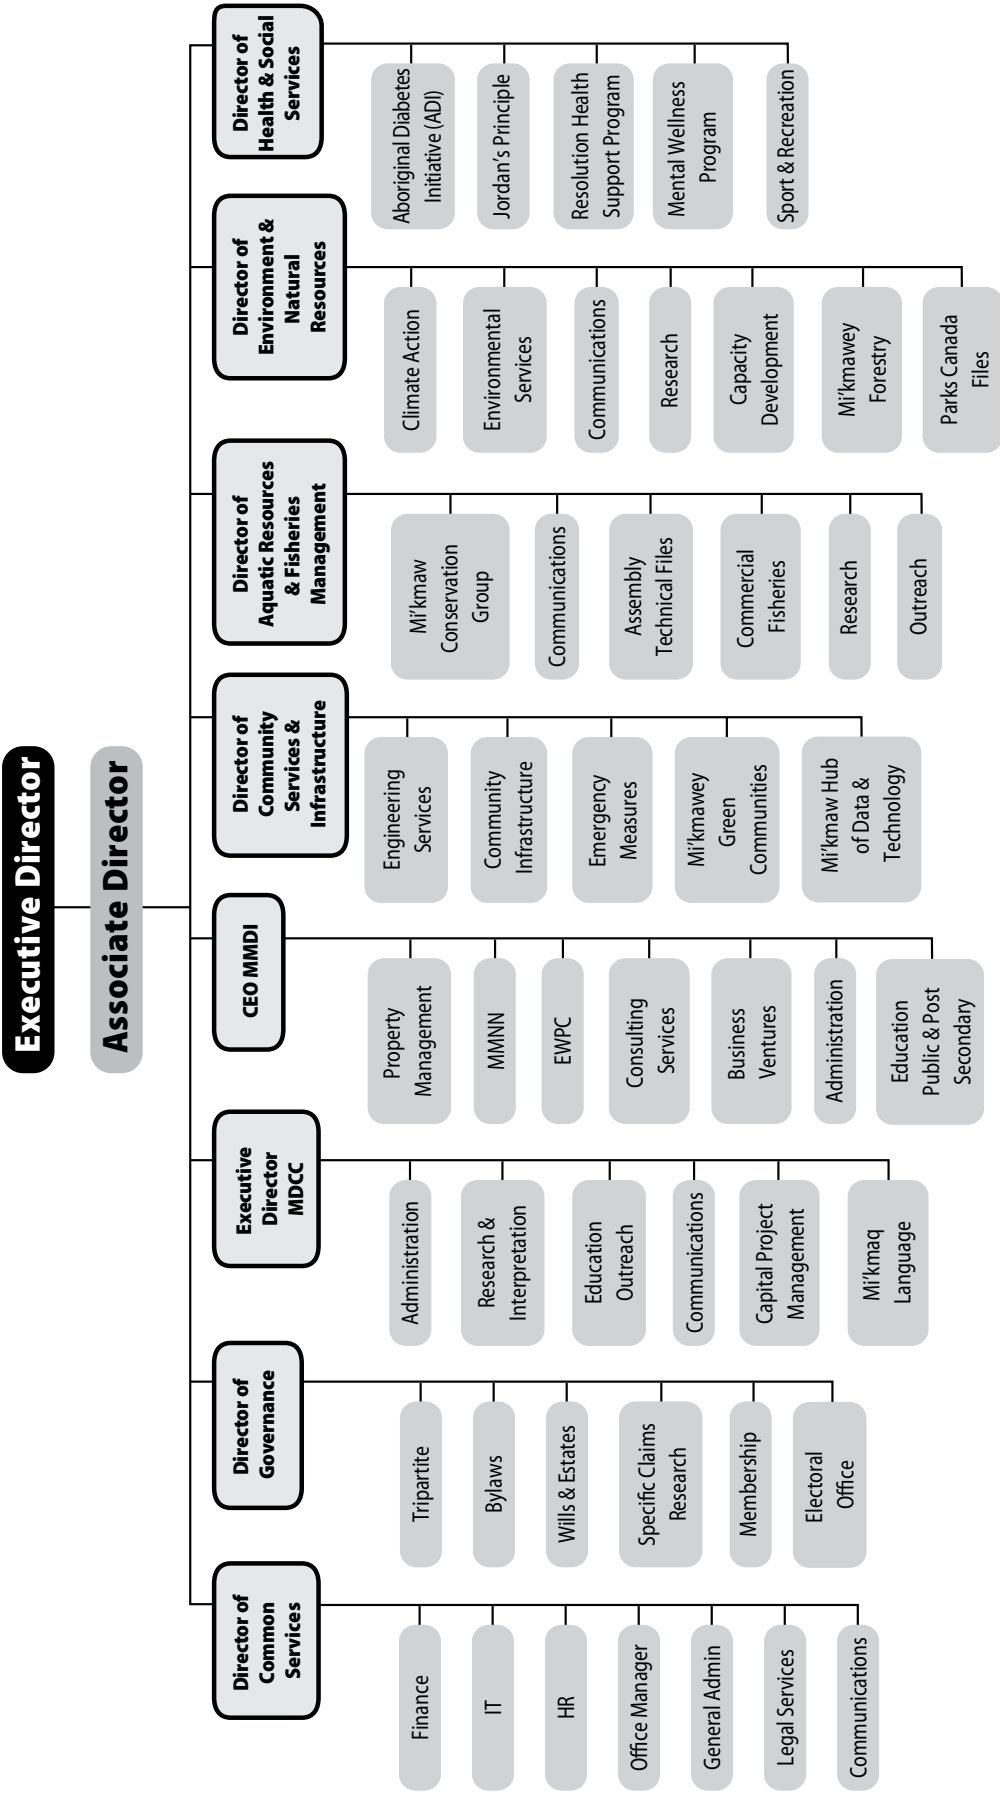 Executive Director
Associate Director
Director of
Common
Services
Finance
IT
HR
Office Manager
General Admin
Legal Services
Communications
Director of
Governance
Tripartite
Bylaws
Wills & Estates
Specific Claims
Research
Membership
Electoral
Office
Executive
Director
MDCC
Administration
Research &
Interpretation
Education
Outreach
Communications
Capital Project
Management
Mi'kmaq
Language
CEO MMDI
Property
Management
MMNN
EWPC
Consulting
Services
Business
Ventures
Administration
Education
Public & Post
Secondary
Director of
Community
Services &
Infrastructure
Engineering
Services
Community
Infrastructure
Emergency
Measures
Mi'kmawey
Green
Communities
Mi'kmaw Hub
of Data &
Technology
Director of
Aquatic Resources
& Fisheries
Management
Mi'kmaw
Conservation
Group
Communications
Assembly
Technical Files
Commercial
Fisheries
Research
Outreach
Director of
Environment &
Natural
Resources
Climate Action
Environmental
Services
Communications
Research
Capacity
Development
Mi'kmawey
Forestry
Parks Canada
Files
Director of
Health & Social
Services
Aboriginal Diabetes
Initiative (ADI)
Jordan's Principle
Resolution Health
Support Program
Mental Wellness
Program
Sport & Recreation